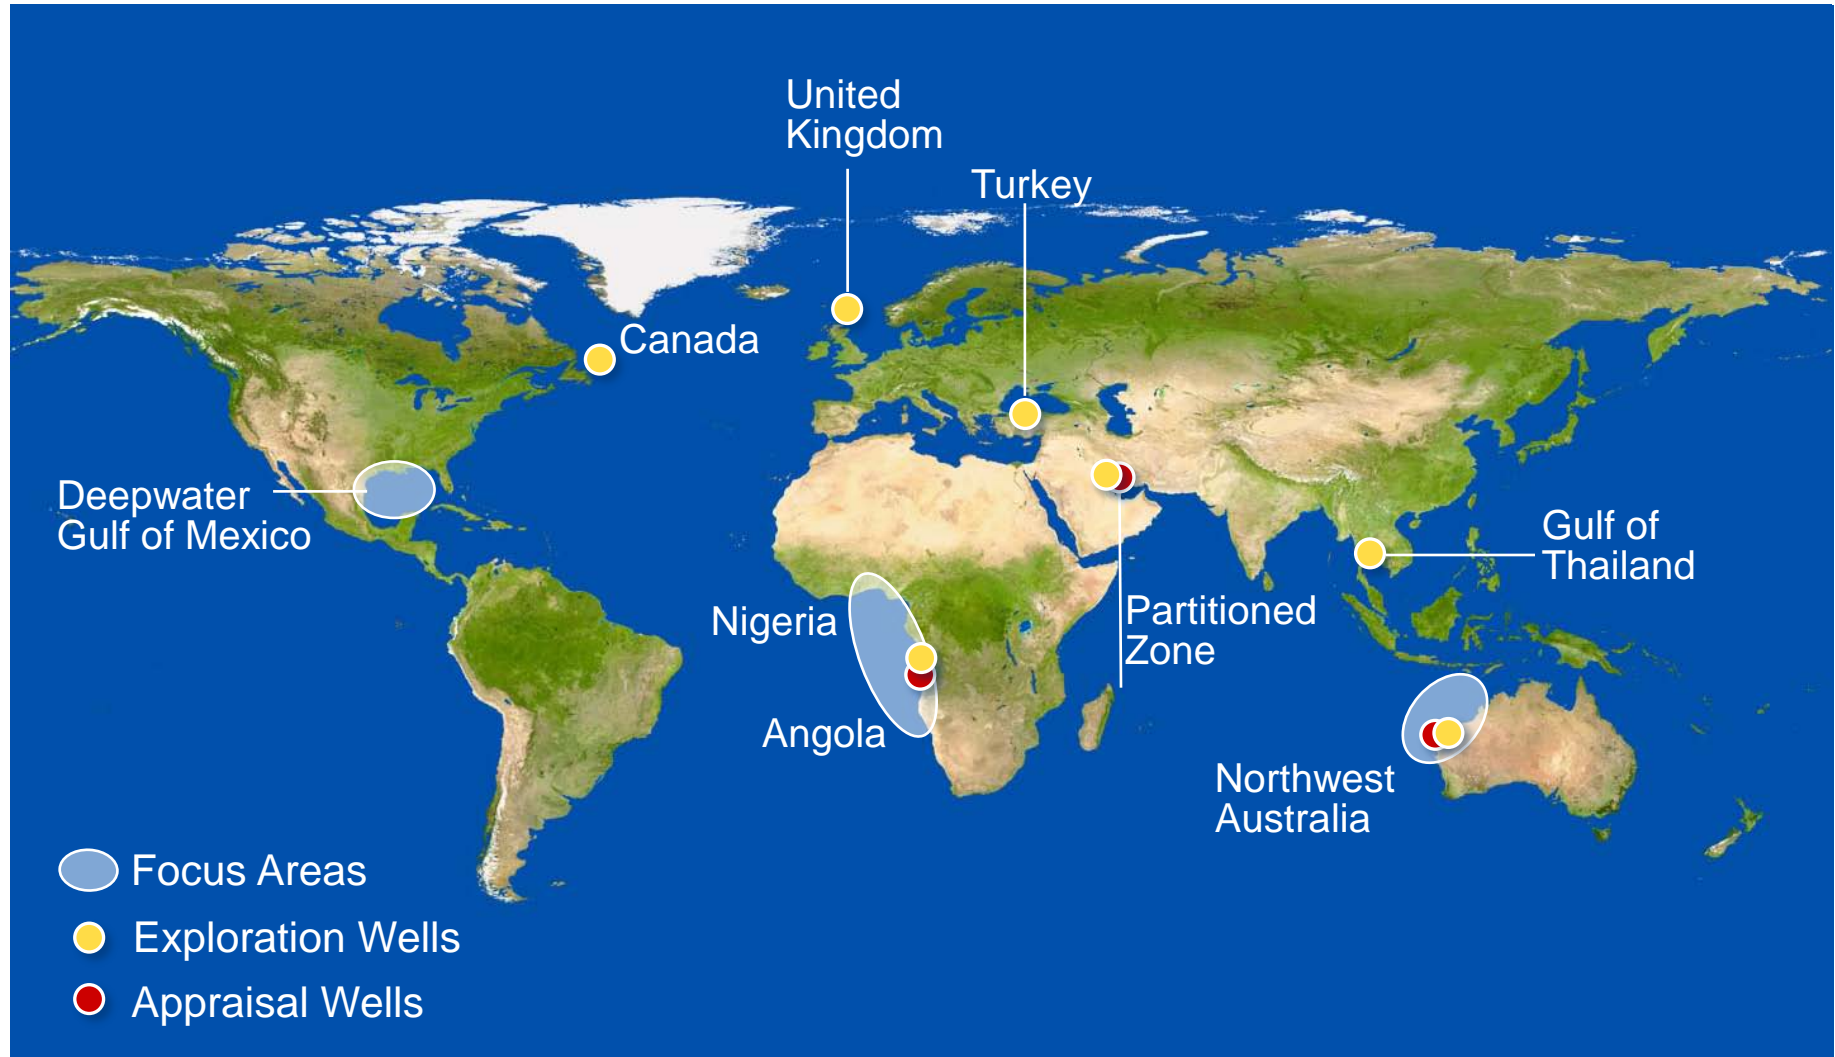 United
Kingdom
Turkey
Canada
Deepwater
Gulf of Mexico
Gulf of
Thailand
Nigeria
Partitioned
Zone
Angola
Northwest
Australia
Focus Areas
Exploration Wells
Appraisal Wells